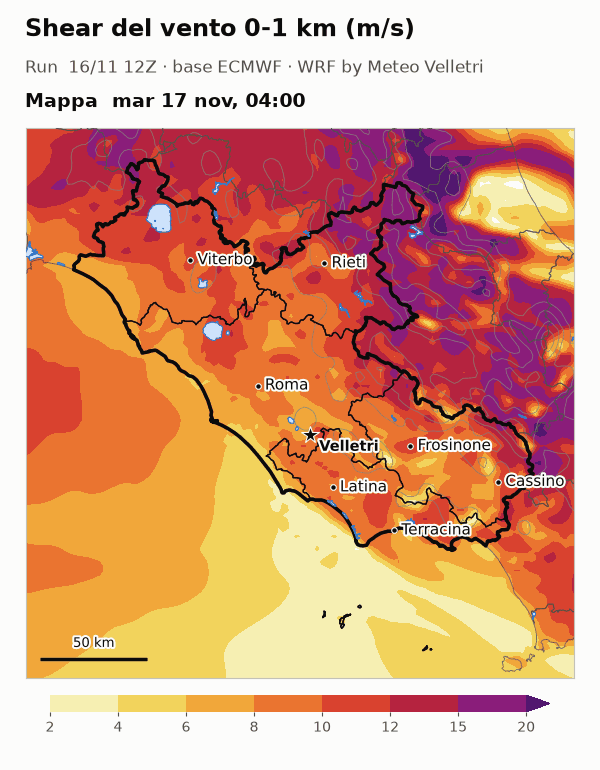 Shear del vento 0-1 km (m/s)
Run  16/11 12Z · base ECMWF · WRF by Meteo Velletri
Mappa  mar 17 nov, 04:00
Viterbo
Rieti
Roma
Velletri
Frosinone
Cassino
Latina
Terracina
50 km
2 4 6 8 10 12 15 20